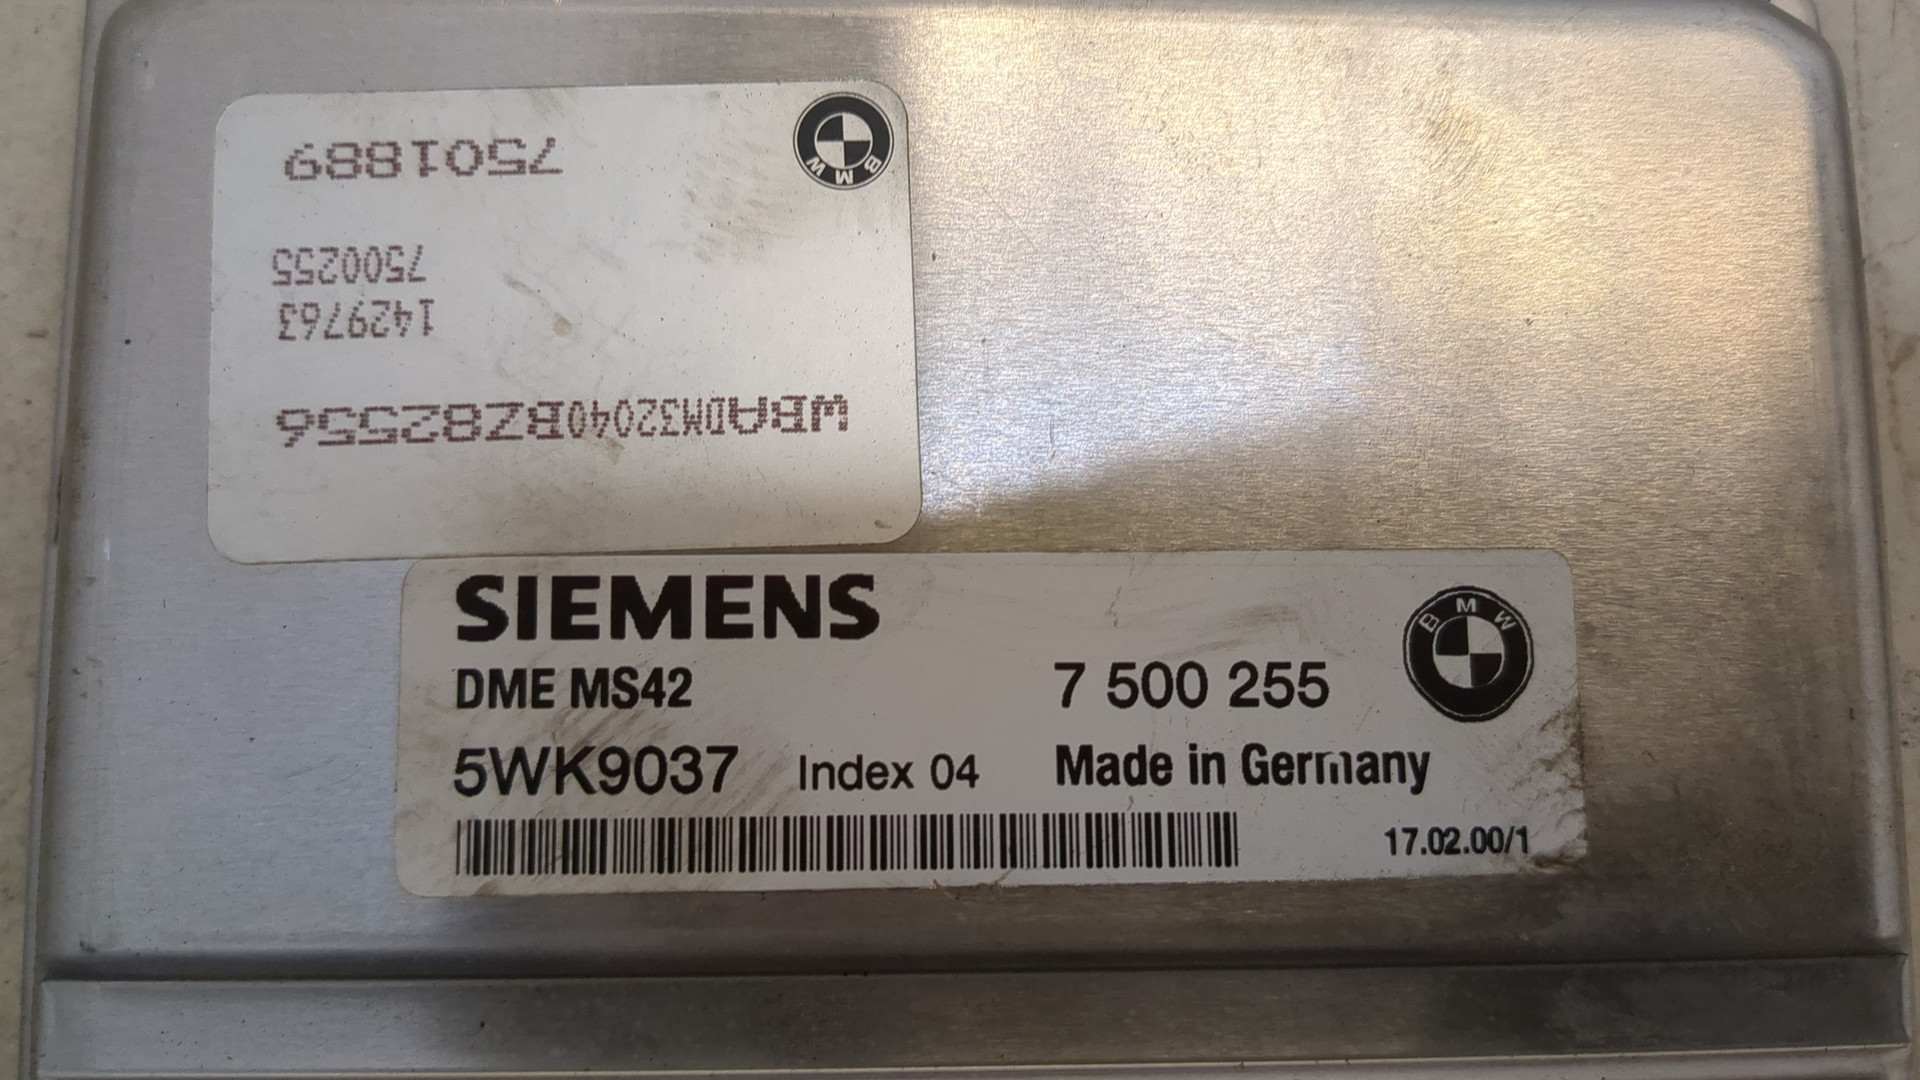 WBADM32040BZ82556
1429763
7500255
7501889
BMW
SIEMENS
BMW
DME MS42 7 500 255
5WK9037 Index 04 Made in Germany
17.02.00/1